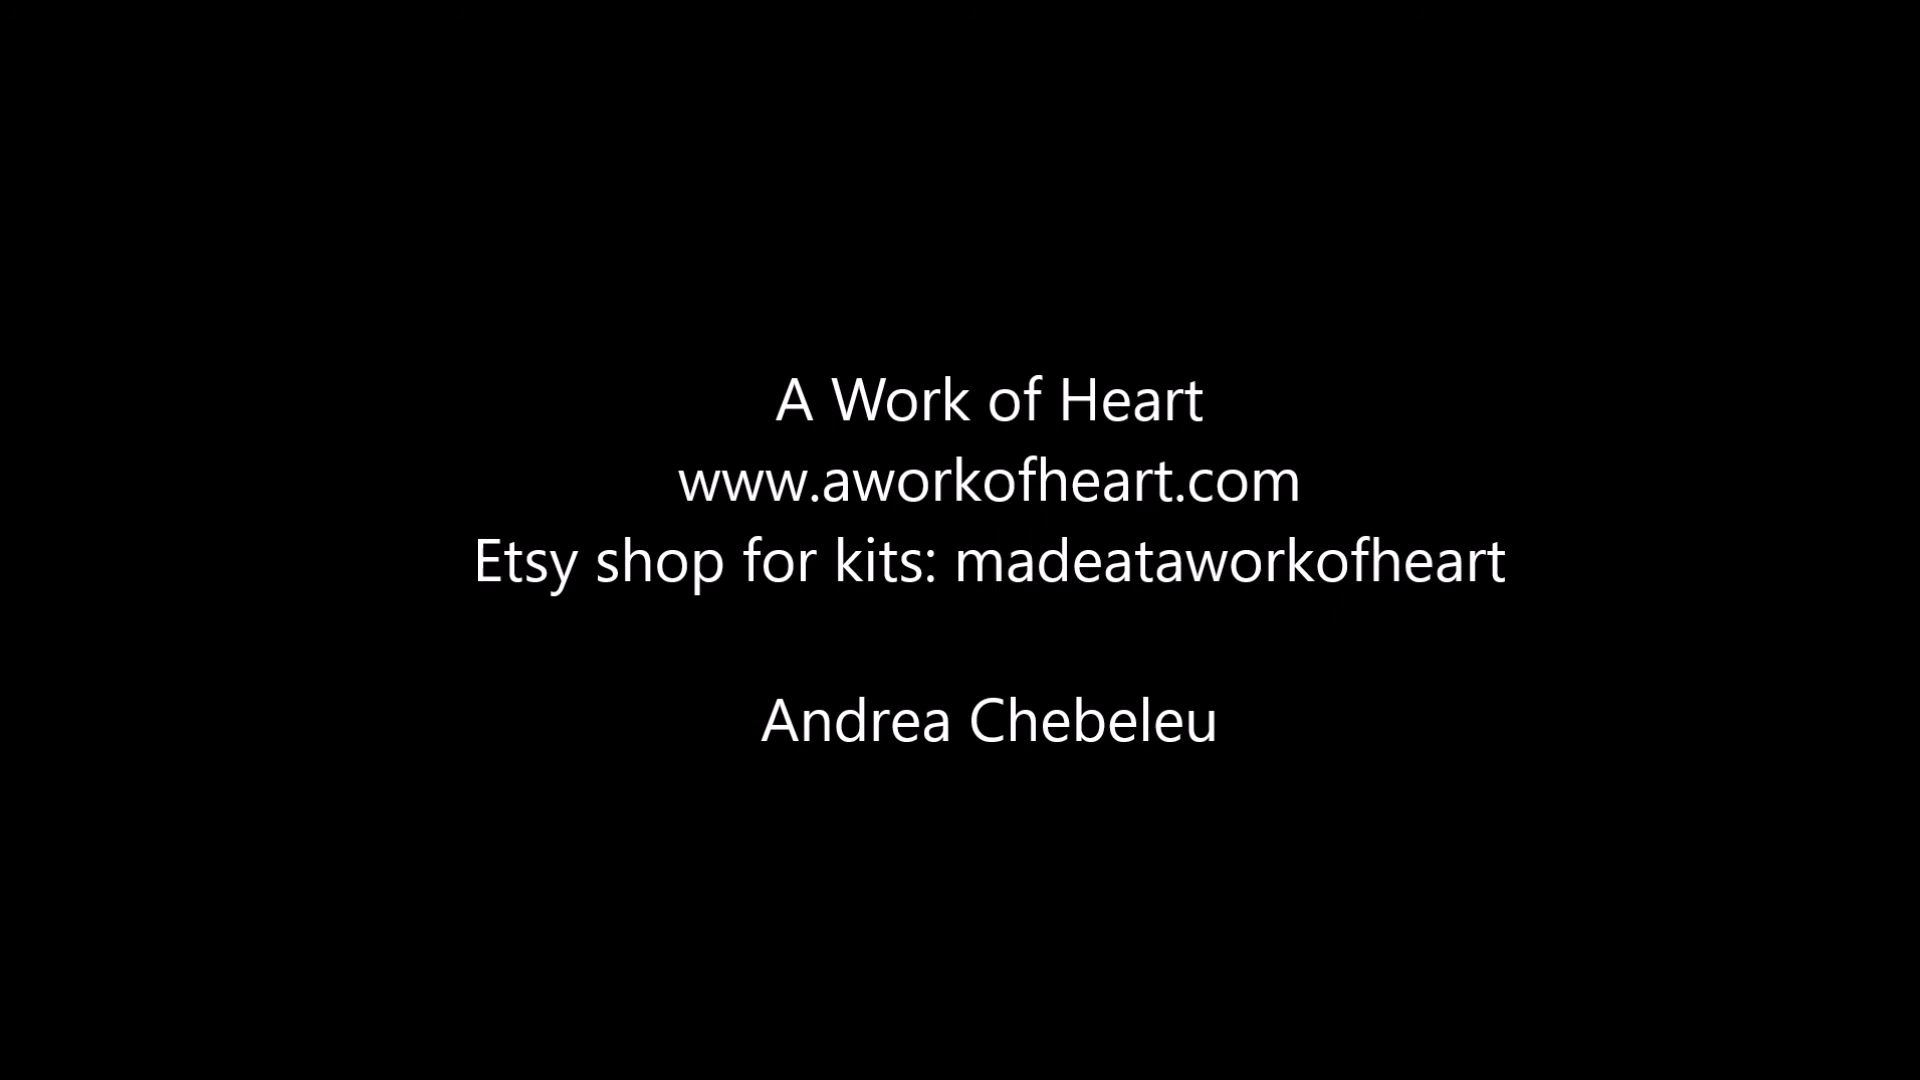 A Work of Heart
www.aworkofheart.com
Etsy shop for kits: madeataworkofheart
Andrea Chebeleu